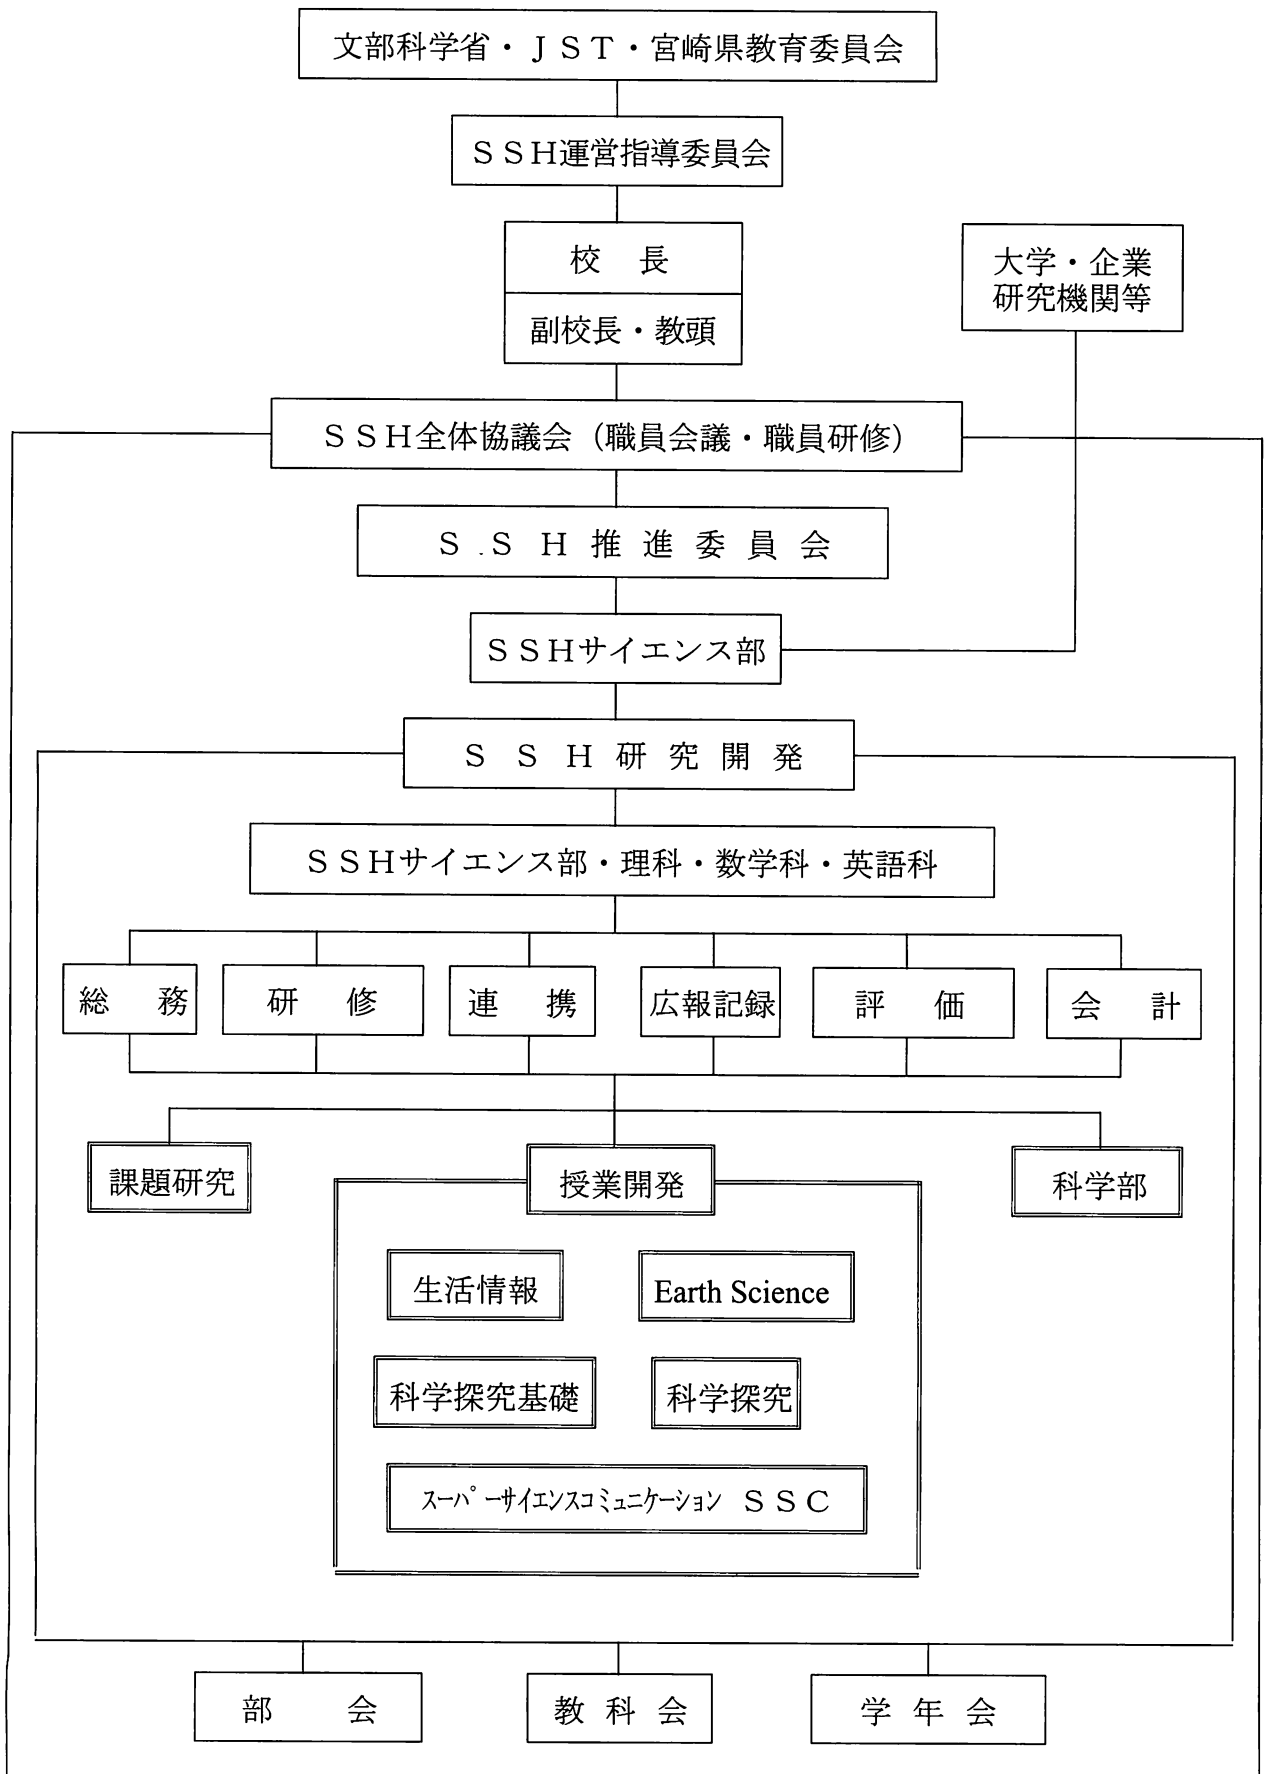 文部科学省・ＪＳＴ・宮崎県教育委員会
ＳＳＨ運営指導委員会
校　長
副校長・教頭
大学・企業
研究機関等
ＳＳＨ全体協議会（職員会議・職員研修）
Ｓ．Ｓ Ｈ 推 進 委 員 会
ＳＳＨサイエンス部
Ｓ Ｓ Ｈ 研 究 開 発
ＳＳＨサイエンス部・理科・数学科・英語科
総　務
研　修
連　携
広報記録
評　価
会　計
課題研究
授業開発
科学部
生活情報
Earth Science
科学探究基礎
科学探究
スーパーサイエンスコミュニケーション ＳＳＣ
部　会
教 科 会
学 年 会